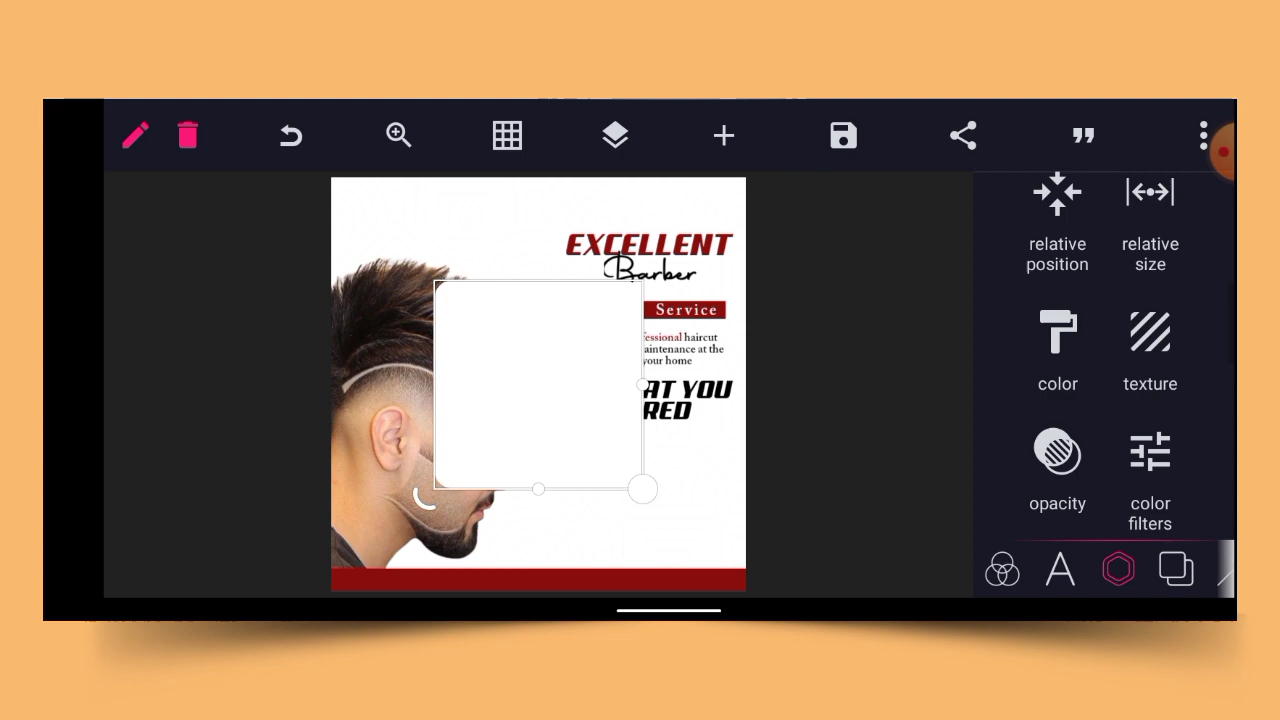 EXCELLENT
Barber
Service
fessional haircut
aintenance at the
your home
AT YOU
RED
relative
position
relative
size
color
texture
opacity
color
filters